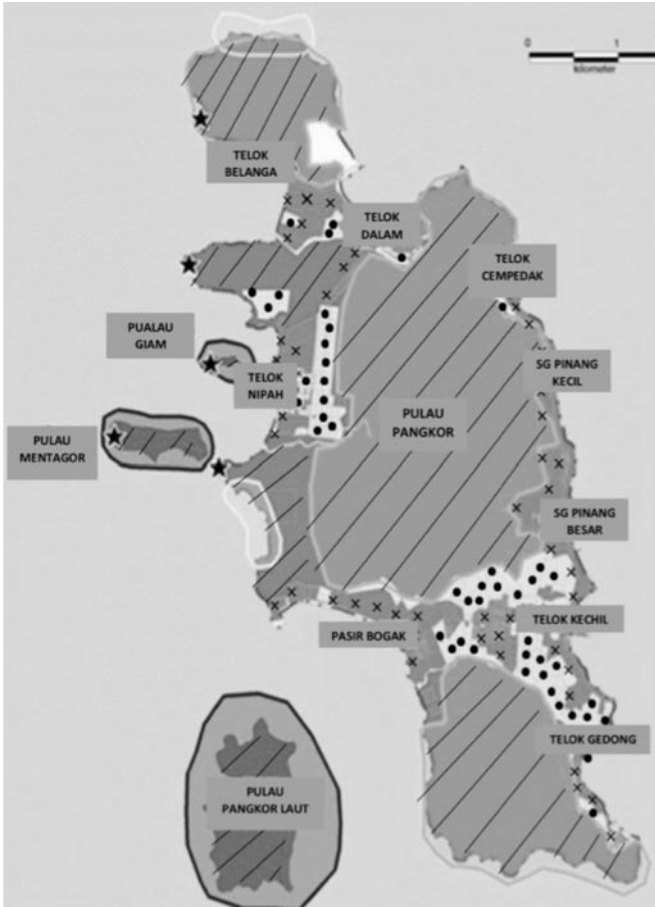 0 1
kilometer
TELOK
BELANGA
TELOK
DALAM
TELOK
CEMPEDAK
PUALAU
GIAM
SG PINANG
KECIL
TELOK
NIPAH
PULAU
PANGKOR
PULAU
MENTAGOR
SG PINANG
BESAR
TELOK KECHIL
PASIR BOGAK
TELOK GEDONG
PULAU
PANGKOR LAUT